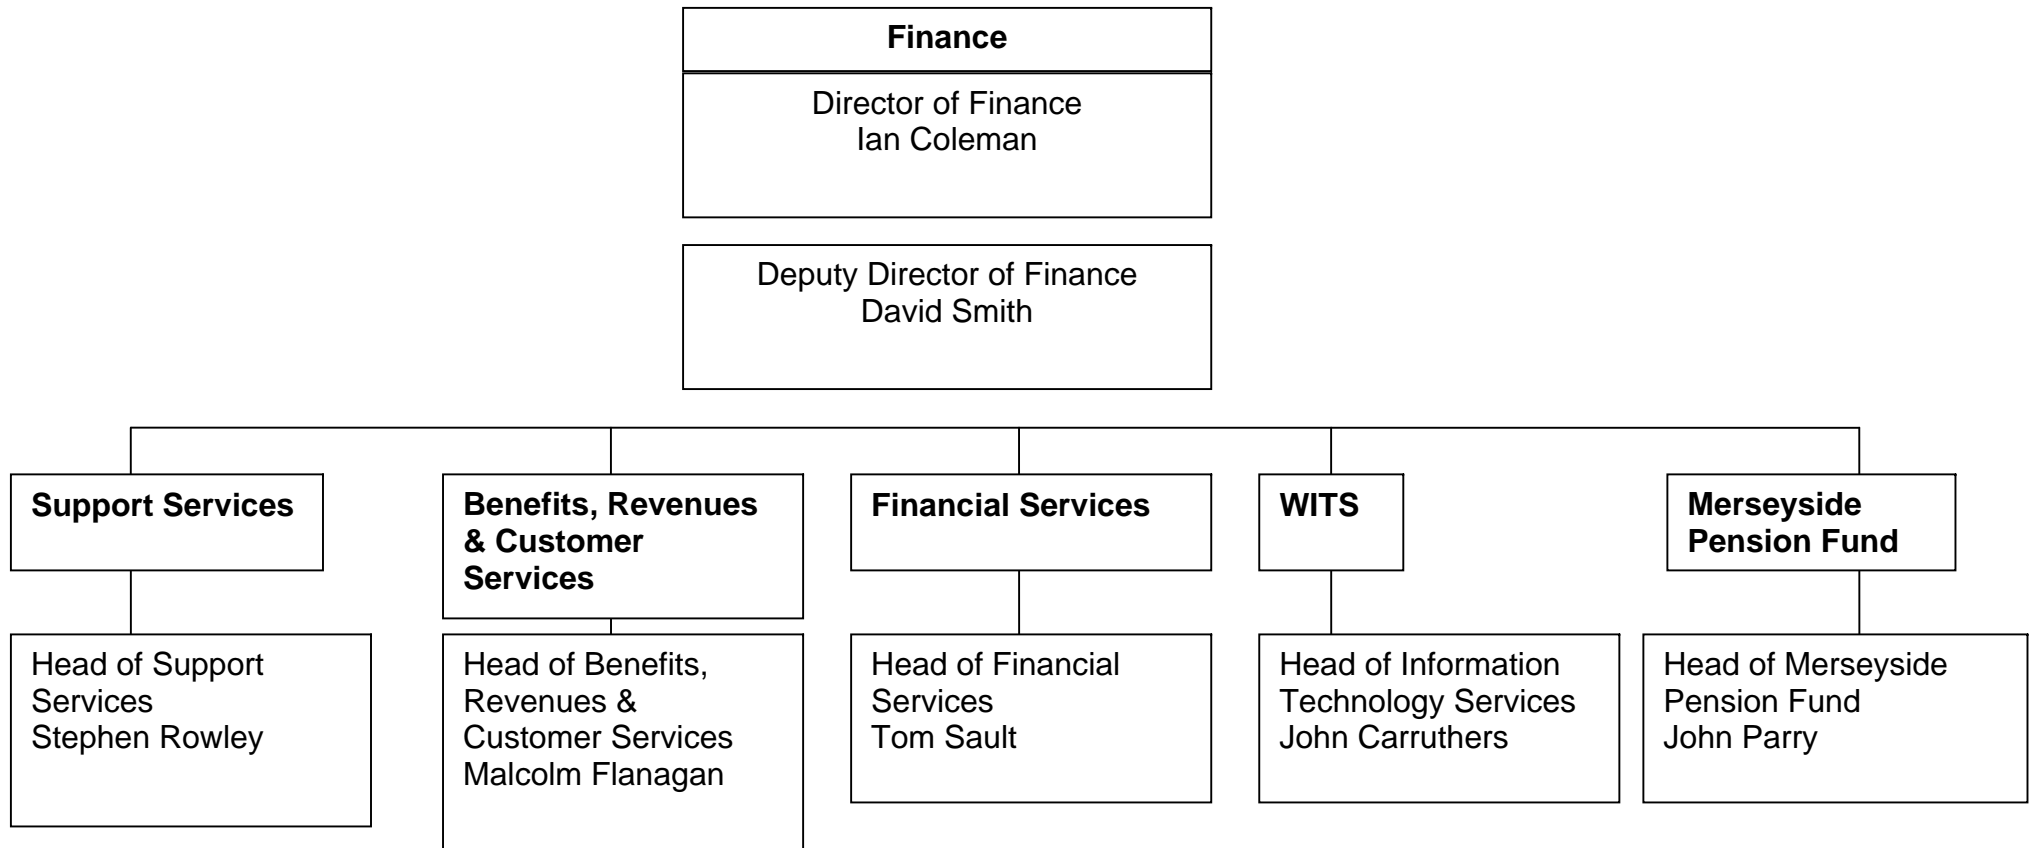 Finance
Director of Finance
Ian Coleman
Deputy Director of Finance
David Smith
Support Services
Benefits, Revenues
& Customer
Services
Financial Services
WITS
Merseyside
Pension Fund
Head of Support
Services
Stephen Rowley
Head of Benefits,
Revenues &
Customer Services
Malcolm Flanagan
Head of Financial
Services
Tom Sault
Head of Information
Technology Services
John Carruthers
Head of Merseyside
Pension Fund
John Parry